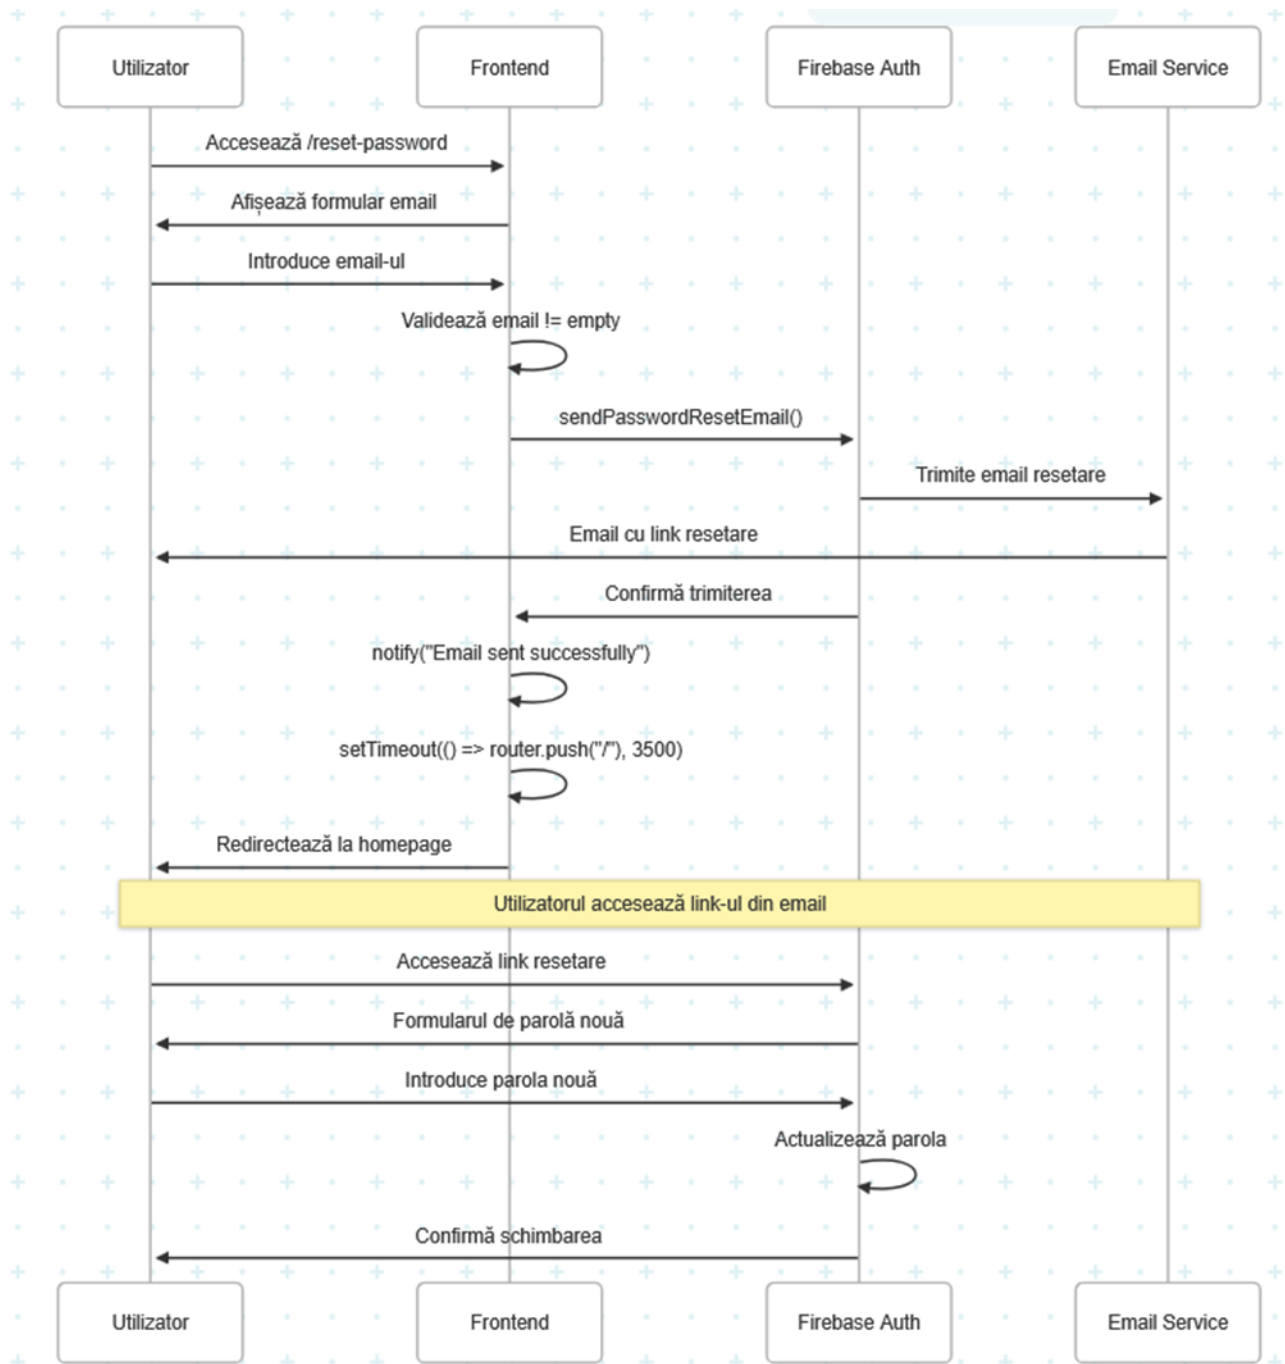 Utilizator
Frontend
Firebase Auth
Email Service
Accesează /reset-password
Afișează formular email
Introduce email-ul
Validează email != empty
sendPasswordResetEmail()
Trimite email resetare
Email cu link resetare
Confirmă trimiterea
notify("Email sent successfully")
setTimeout(() => router.push("/"), 3500)
Redirectează la homepage
Utilizatorul accesează link-ul din email
Accesează link resetare
Formularul de parolă nouă
Introduce parola nouă
Actualizează parola
Confirmă schimbarea
Utilizator
Frontend
Firebase Auth
Email Service